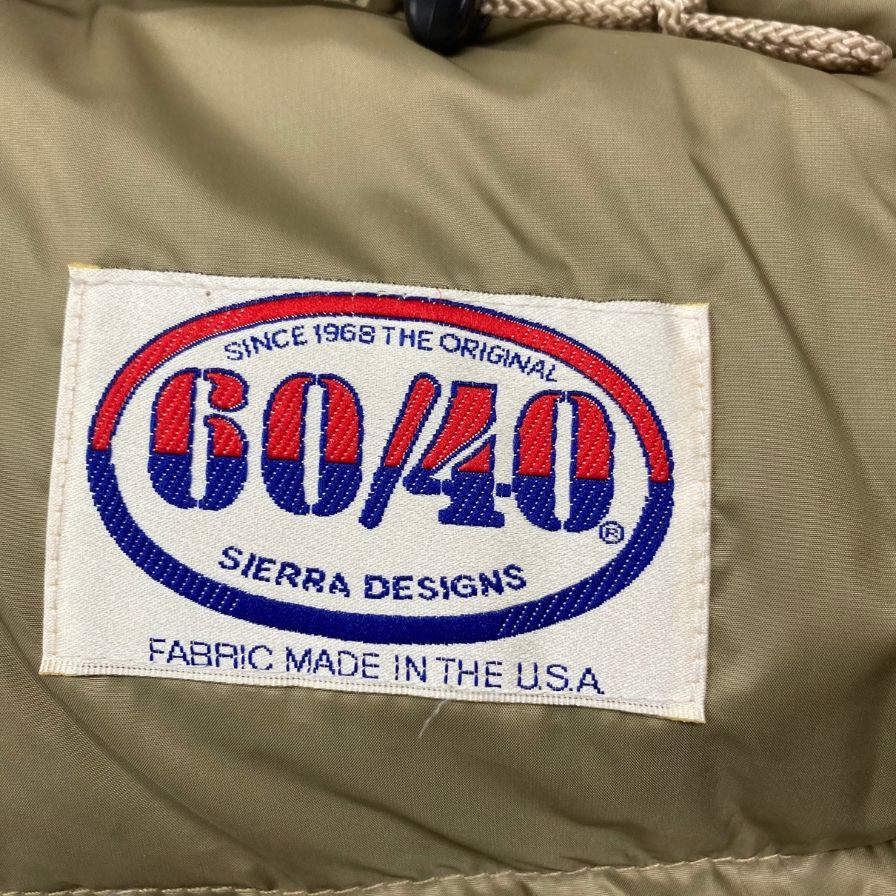 SINCE 1968 THE ORIGINAL
60/40®
SIERRA DESIGNS
FABRIC MADE IN THE U.S.A.